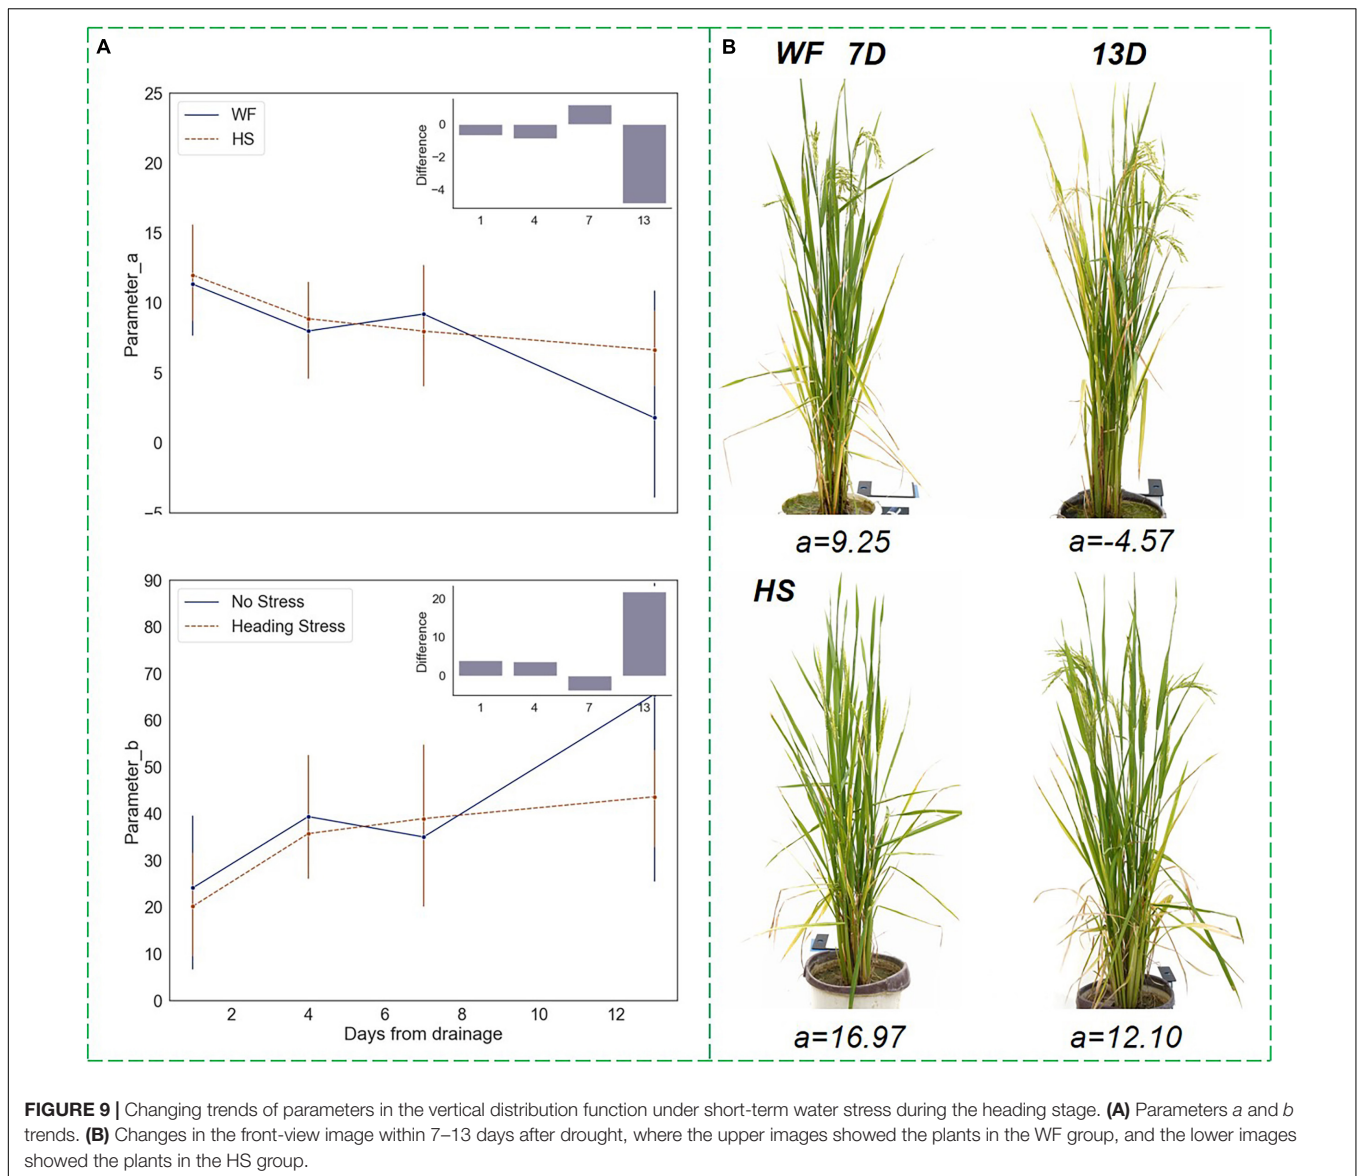 A
25
20
15
10
5
0
−5
Parameter_a
WF
HS
0
−2
−4
Difference
1 4 7 13
90
80
70
60
50
40
30
20
10
0
Parameter_b
No Stress
Heading Stress
20
10
0
Difference
1 4 7 13
2 4 6 8 10 12
Days from drainage
B
WF 7D 13D
a=9.25 a=-4.57
HS
a=16.97 a=12.10
FIGURE 9 | Changing trends of parameters in the vertical distribution function under short-term water stress during the heading stage. (A) Parameters a and b
trends. (B) Changes in the front-view image within 7–13 days after drought, where the upper images showed the plants in the WF group, and the lower images
showed the plants in the HS group.